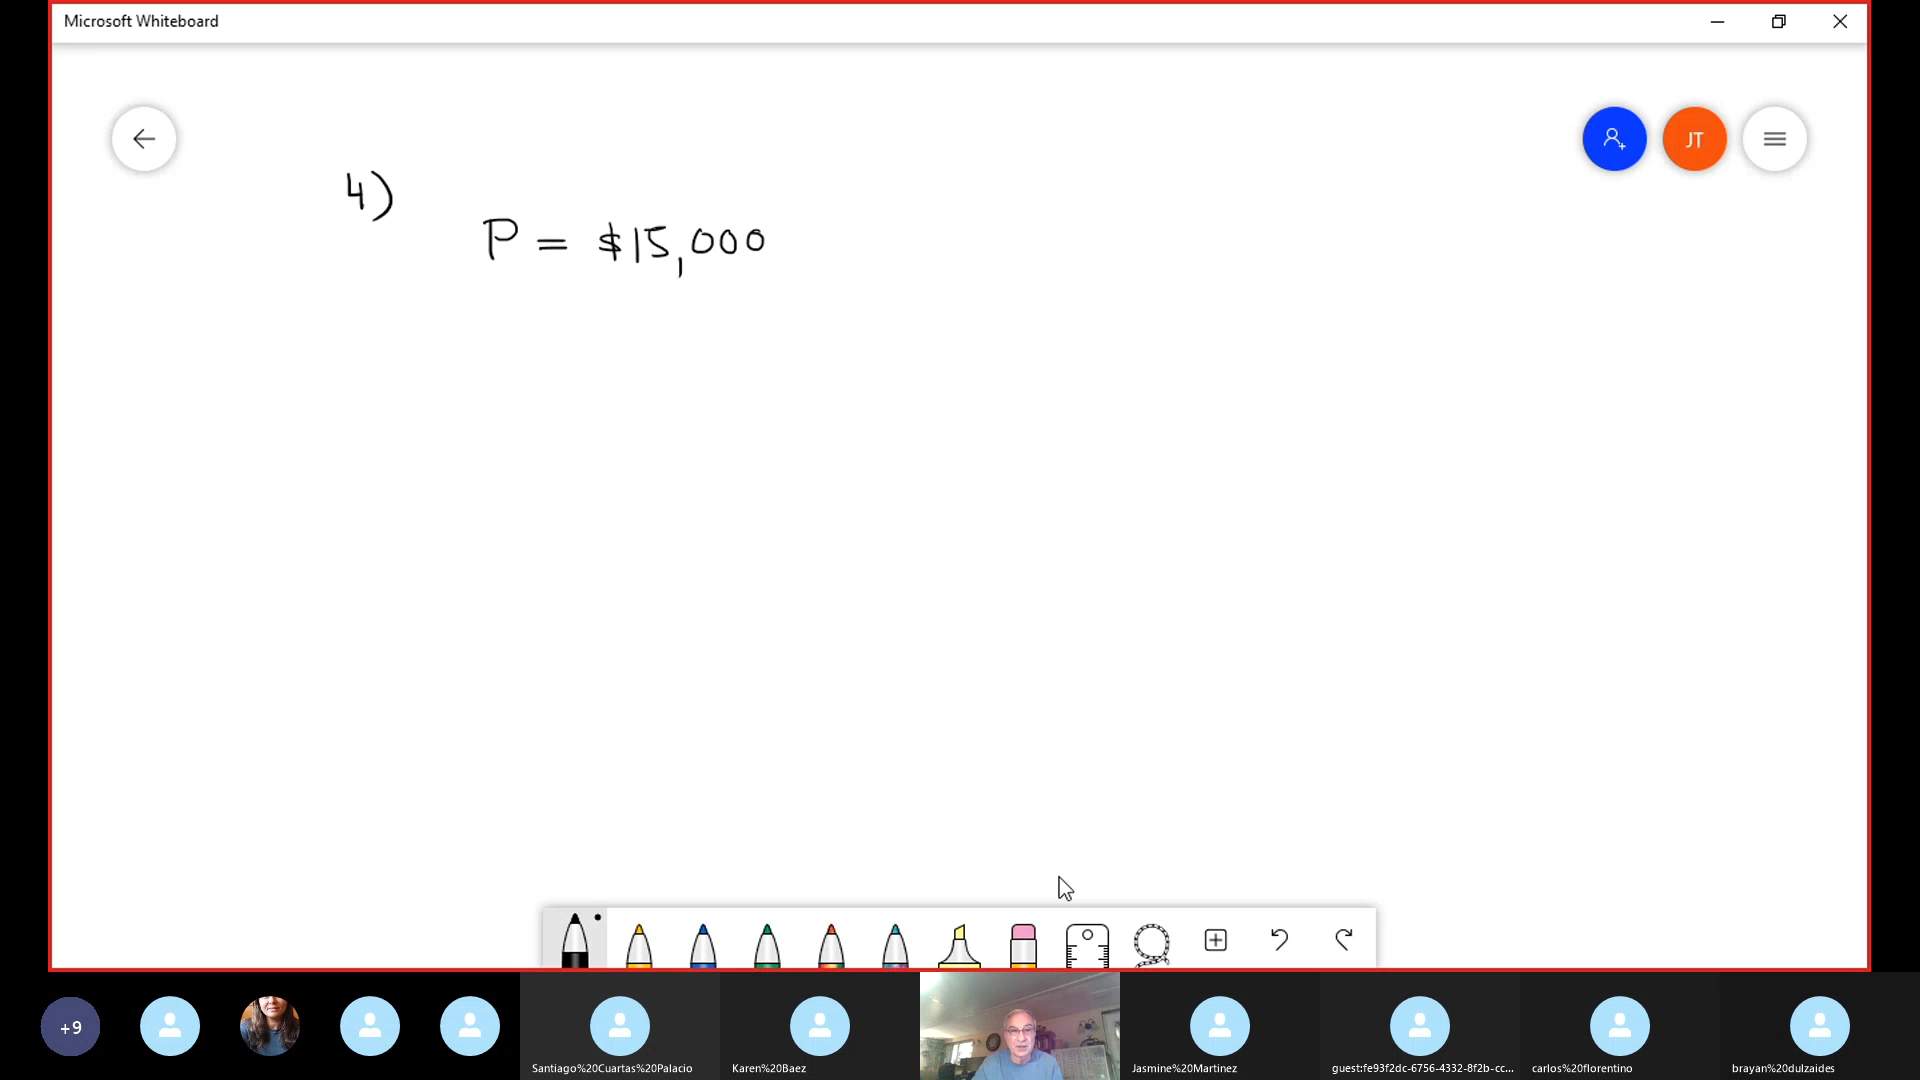 Microsoft Whiteboard
JT
4)
P = $15,000
+9
Santiago%20Cuartas%20Palacio
Karen%20Baez
Jasmine%20Martinez
guest:fe93f2dc-6756-4332-8f2b-cc...
carlos%20florentino
brayan%20dulzaides